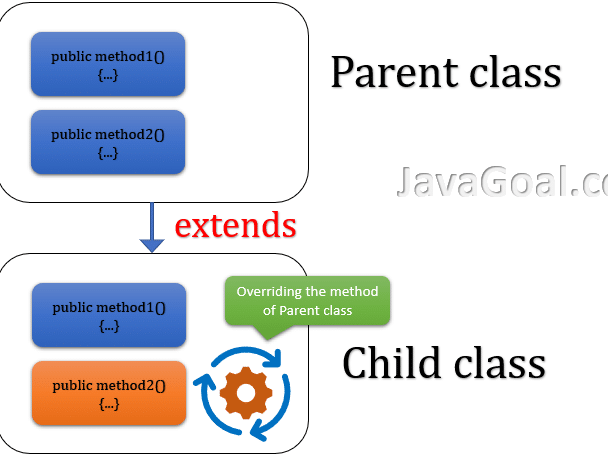 public method1()
{...}
Parent class
public method2()
{...}
JavaGoal.co
extends
Overriding the method
of Parent class
public method1()
{...}
Child class
public method2()
{...}